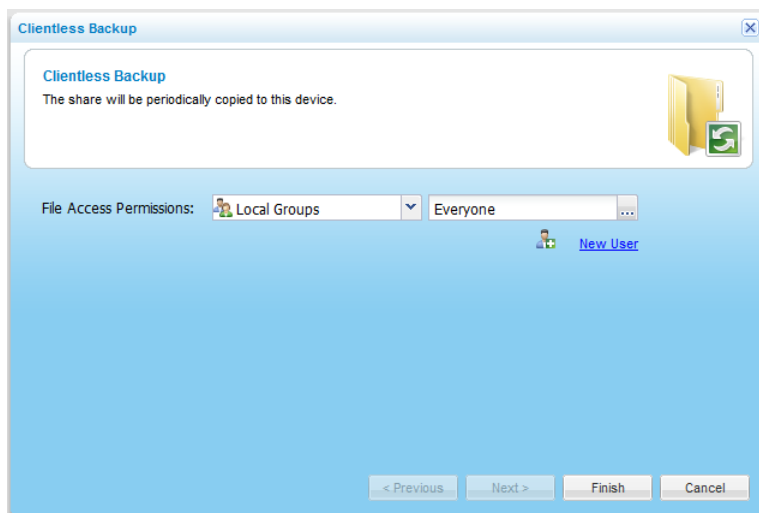 Clientless Backup
Clientless Backup
The share will be periodically copied to this device.
File Access Permissions: Local Groups Everyone ...
New User
< Previous Next > Finish Cancel